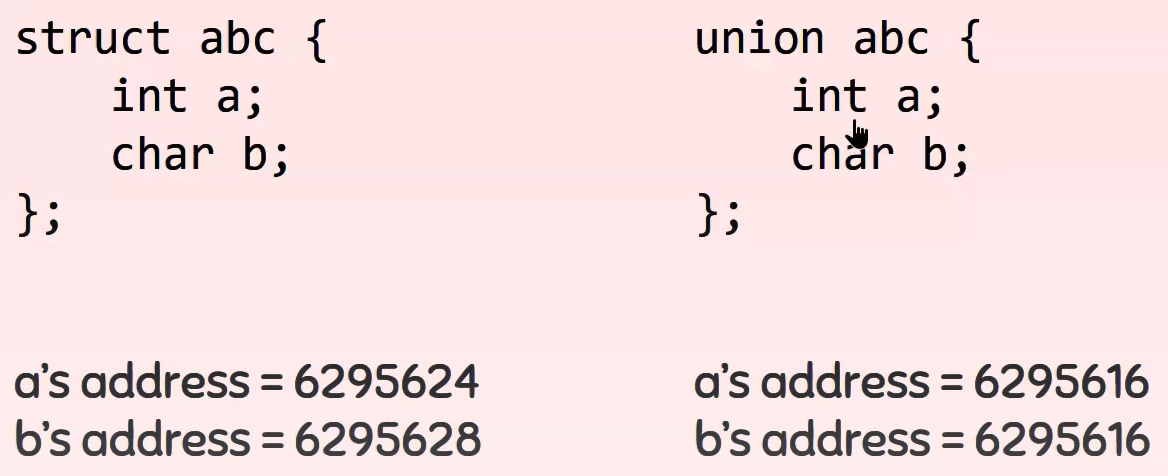 struct abc {
int a;
char b;
};
a's address = 6295624
b's address = 6295628
union abc {
int a;
char b;
};
a's address = 6295616
b's address = 6295616